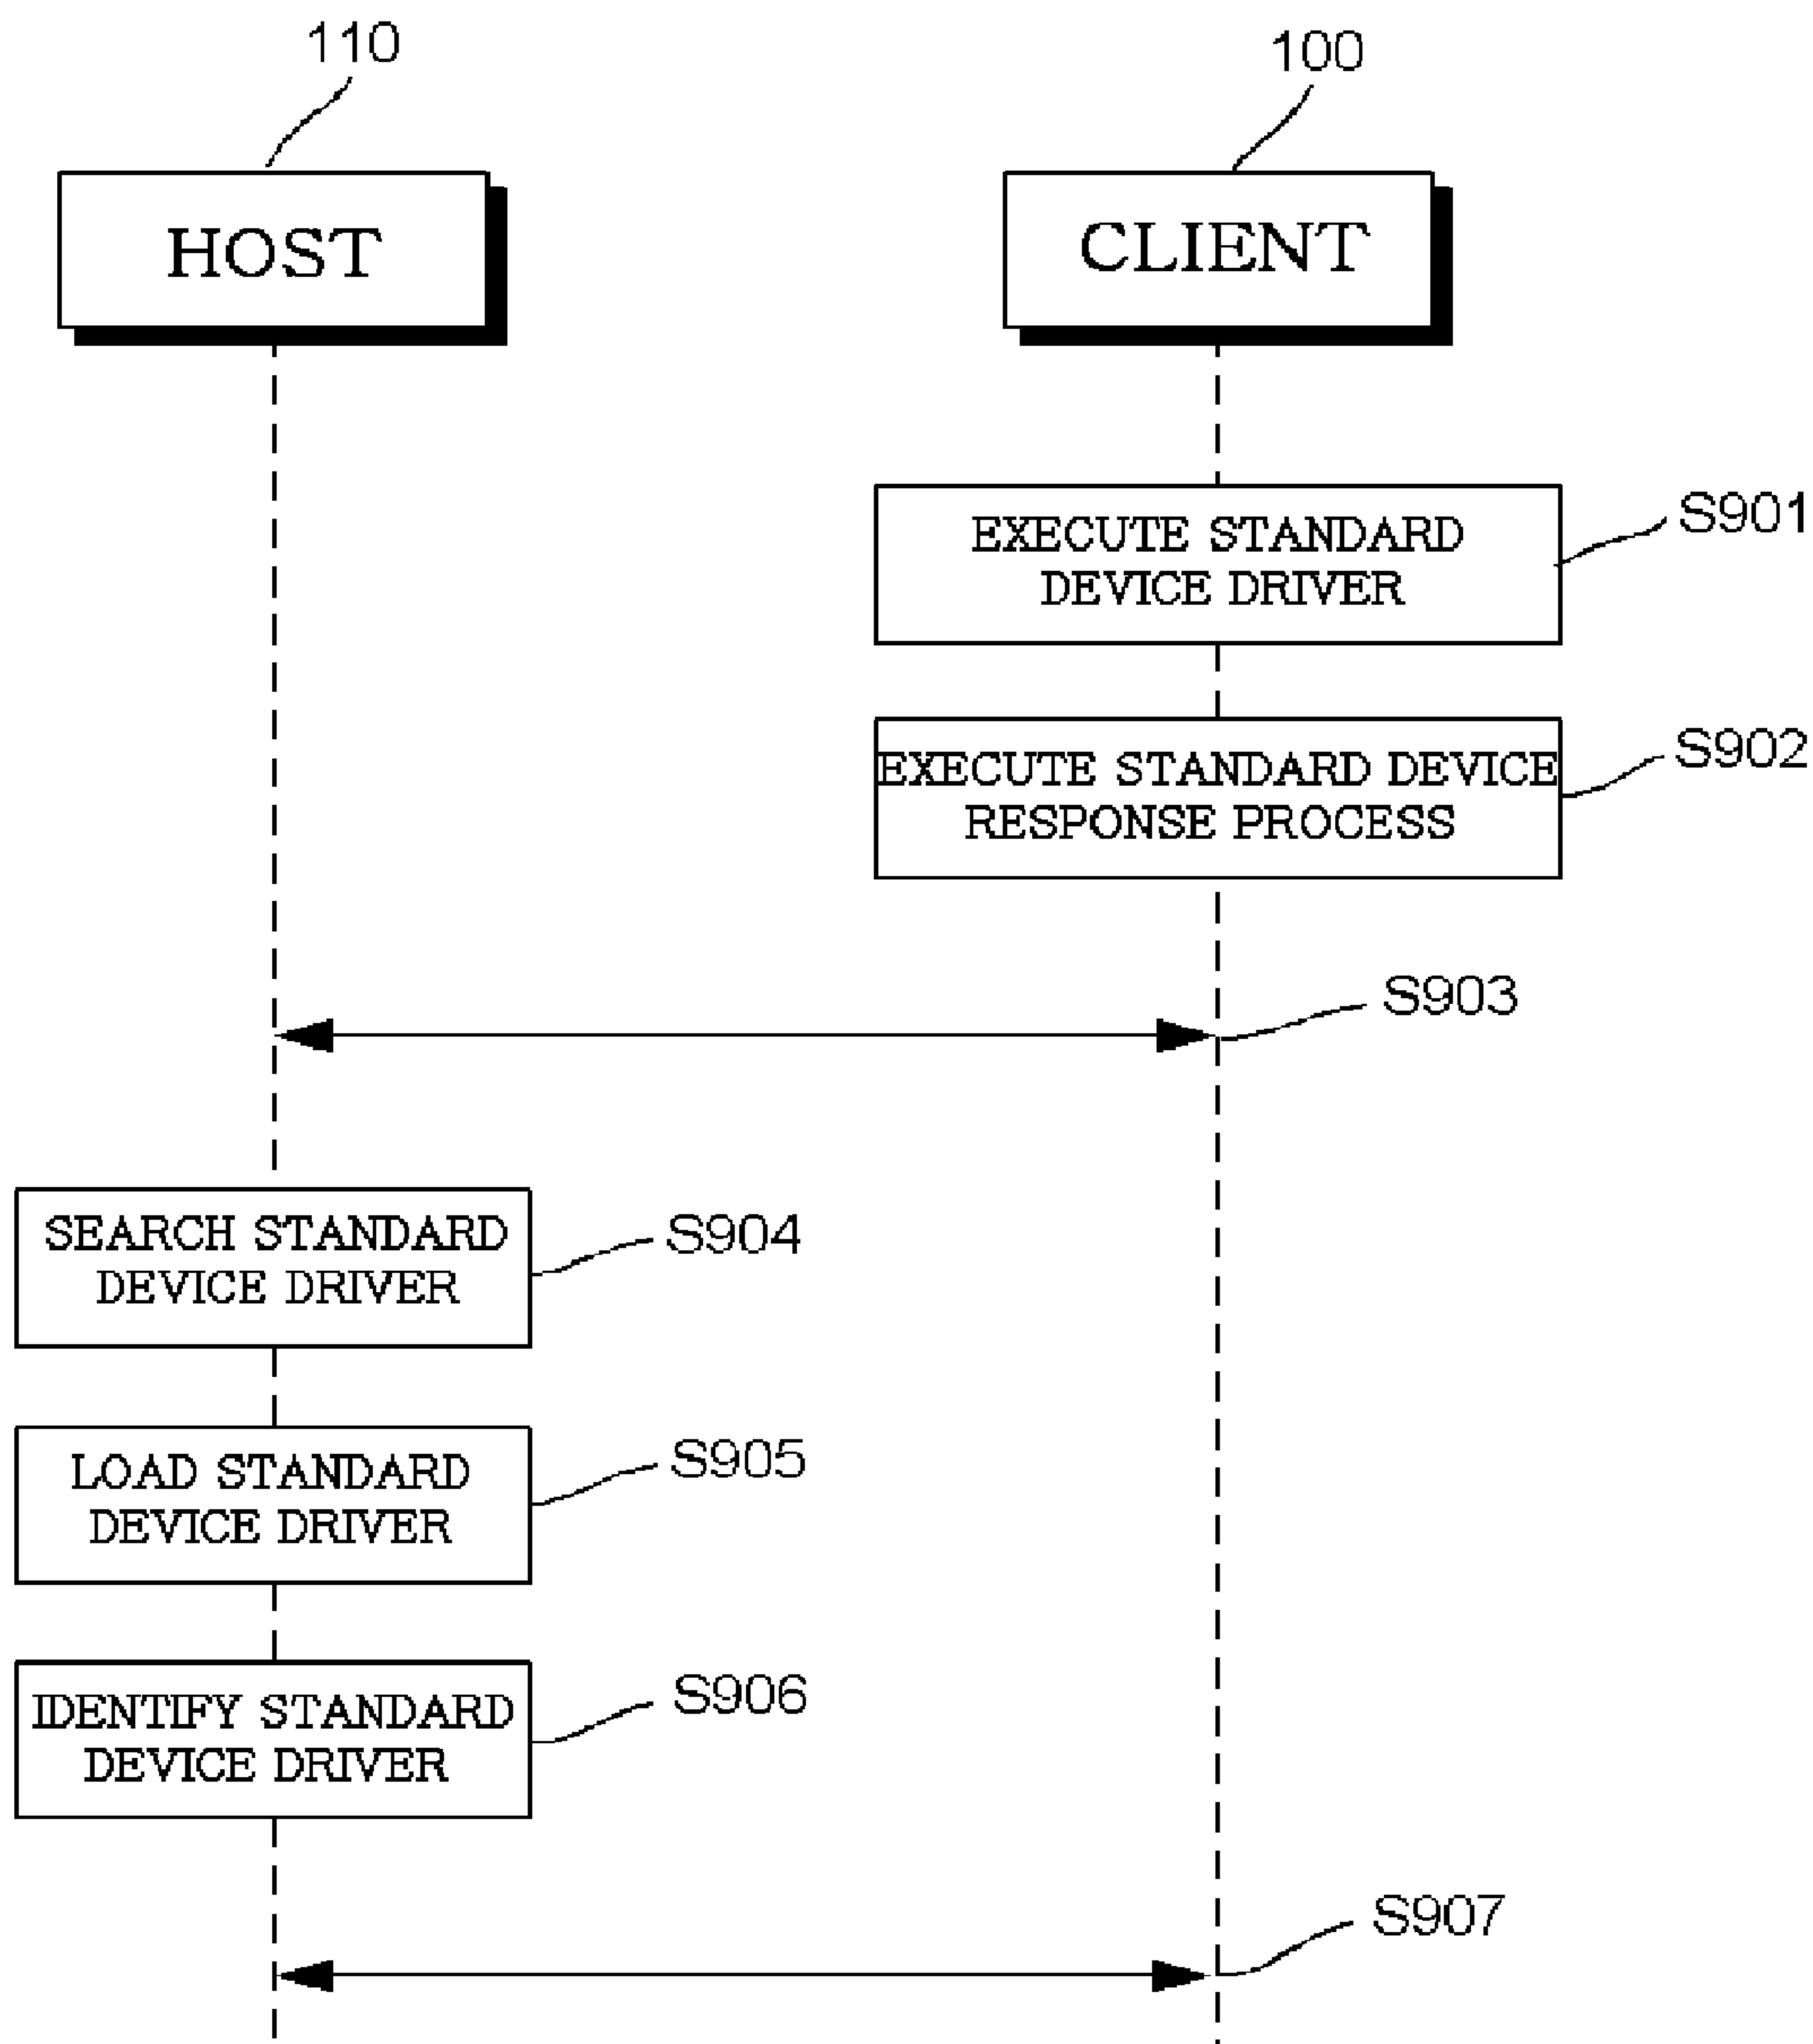 110
100
HOST
CLIENT
EXECUTE STANDARD
DEVICE DRIVER
S901
EXECUTE STANDARD DEVICE
RESPONSE PROCESS
S902
S903
SEARCH STANDARD
DEVICE DRIVER
S904
LOAD STANDARD
DEVICE DRIVER
S905
IDENTIFY STANDARD
DEVICE DRIVER
S906
S907